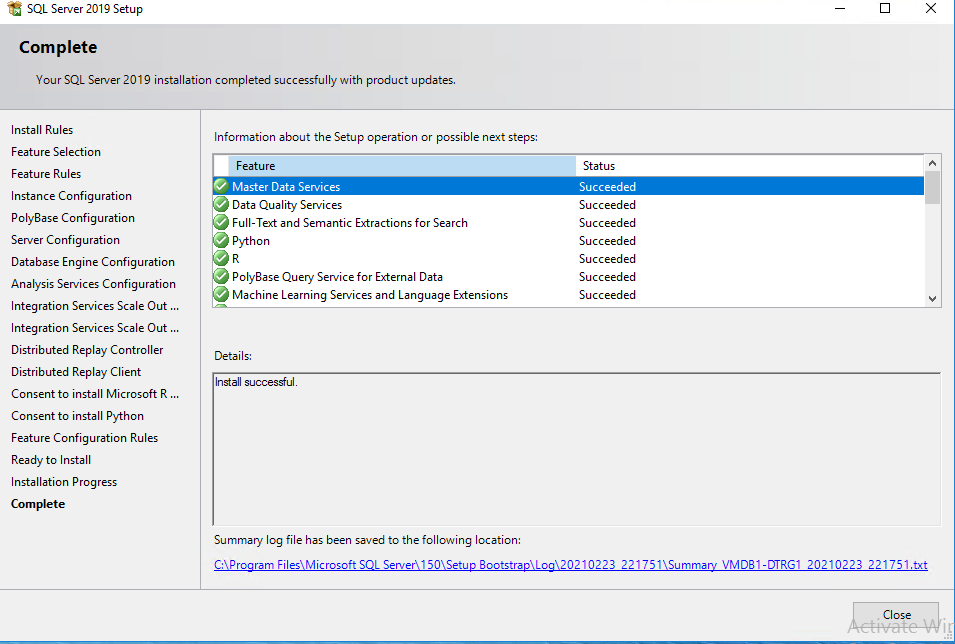 SQL Server 2019 Setup
Complete
Your SQL Server 2019 installation completed successfully with product updates.
Install Rules
Feature Selection
Feature Rules
Instance Configuration
PolyBase Configuration
Server Configuration
Database Engine Configuration
Analysis Services Configuration
Integration Services Scale Out ...
Integration Services Scale Out ...
Distributed Replay Controller
Distributed Replay Client
Consent to install Microsoft R ...
Consent to install Python
Feature Configuration Rules
Ready to Install
Installation Progress
Complete
Information about the Setup operation or possible next steps:
Feature Status
Master Data Services Succeeded
Data Quality Services Succeeded
Full-Text and Semantic Extractions for Search Succeeded
Python Succeeded
R Succeeded
PolyBase Query Service for External Data Succeeded
Machine Learning Services and Language Extensions Succeeded
Details:
Install successful.
Summary log file has been saved to the following location:
C:\Program Files\Microsoft SQL Server\150\Setup Bootstrap\Log\20210223_221751\Summary_VMDB1-DTRG1_20210223_221751.txt
Close
Activate Wir